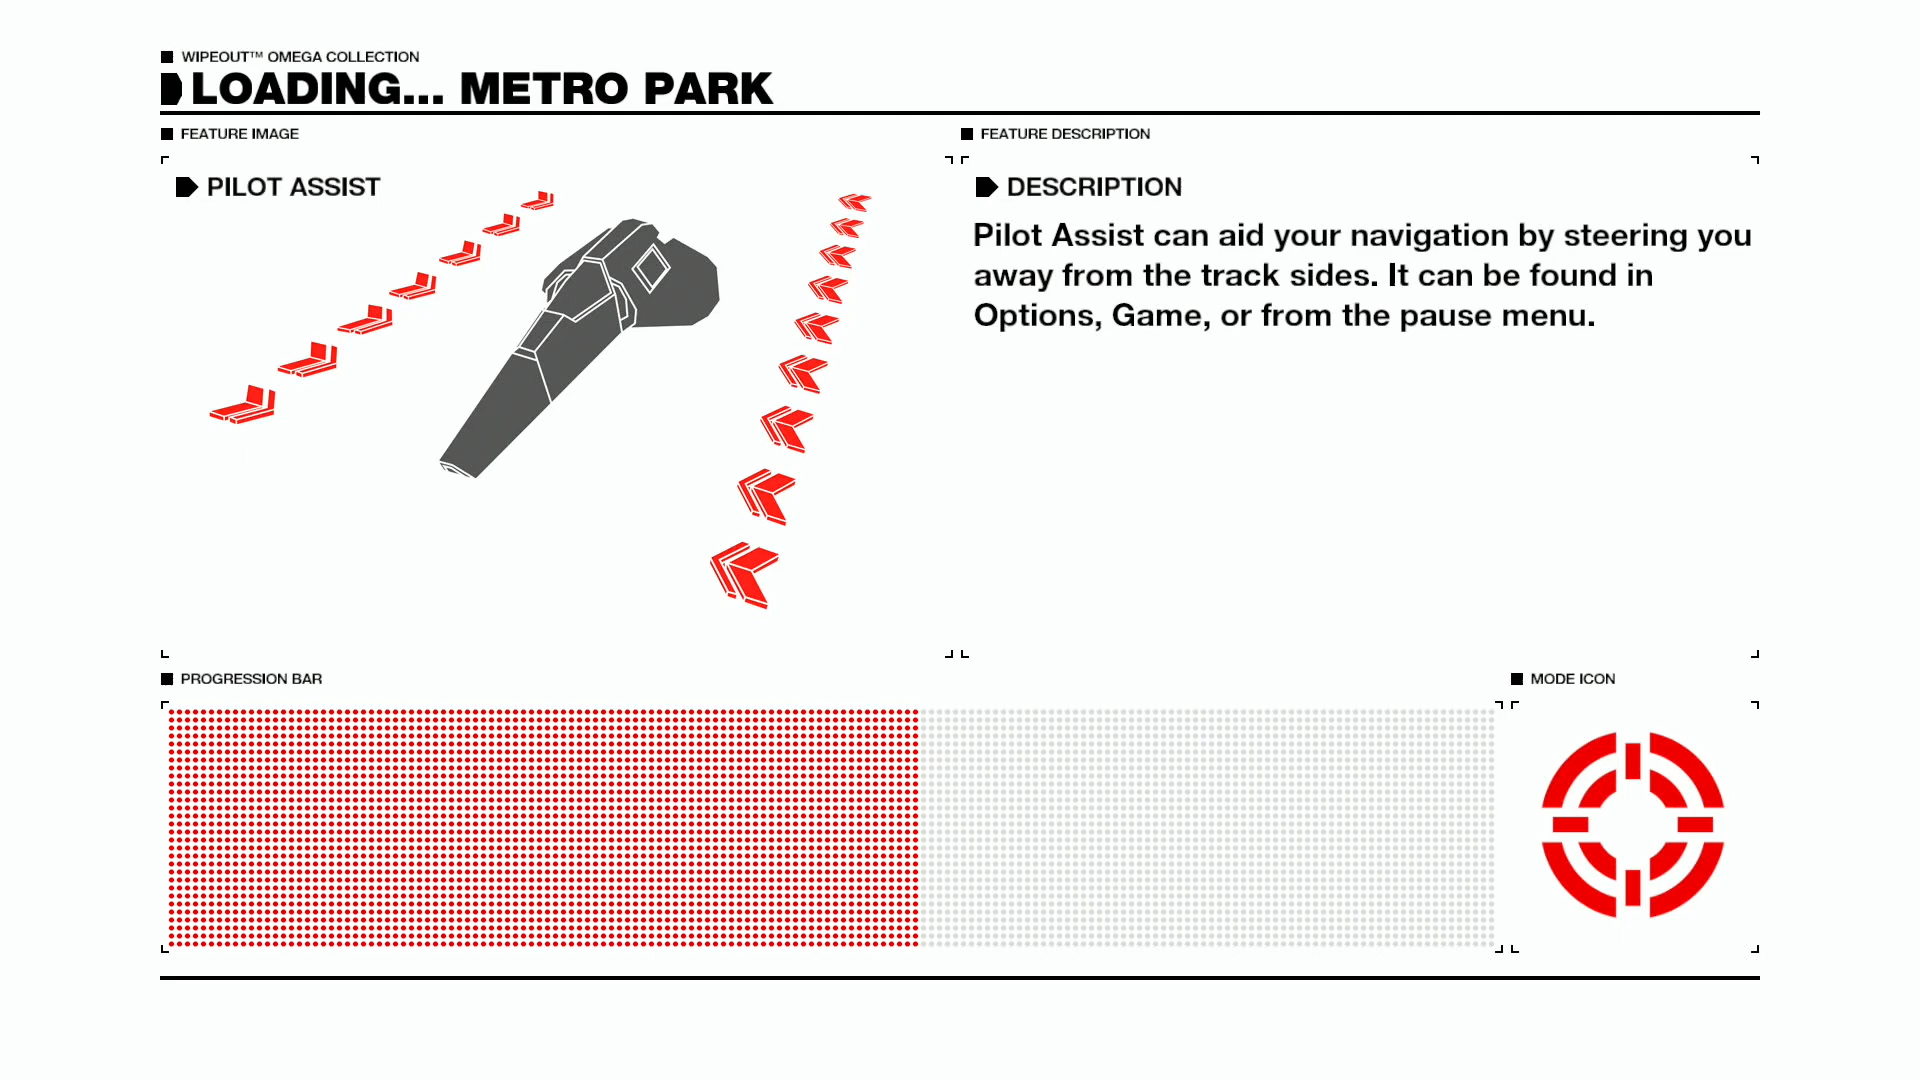 WIPEOUT™ OMEGA COLLECTION
LOADING... METRO PARK
FEATURE IMAGE
PILOT ASSIST
FEATURE DESCRIPTION
DESCRIPTION
Pilot Assist can aid your navigation by steering you
away from the track sides. It can be found in
Options, Game, or from the pause menu.
PROGRESSION BAR
MODE ICON